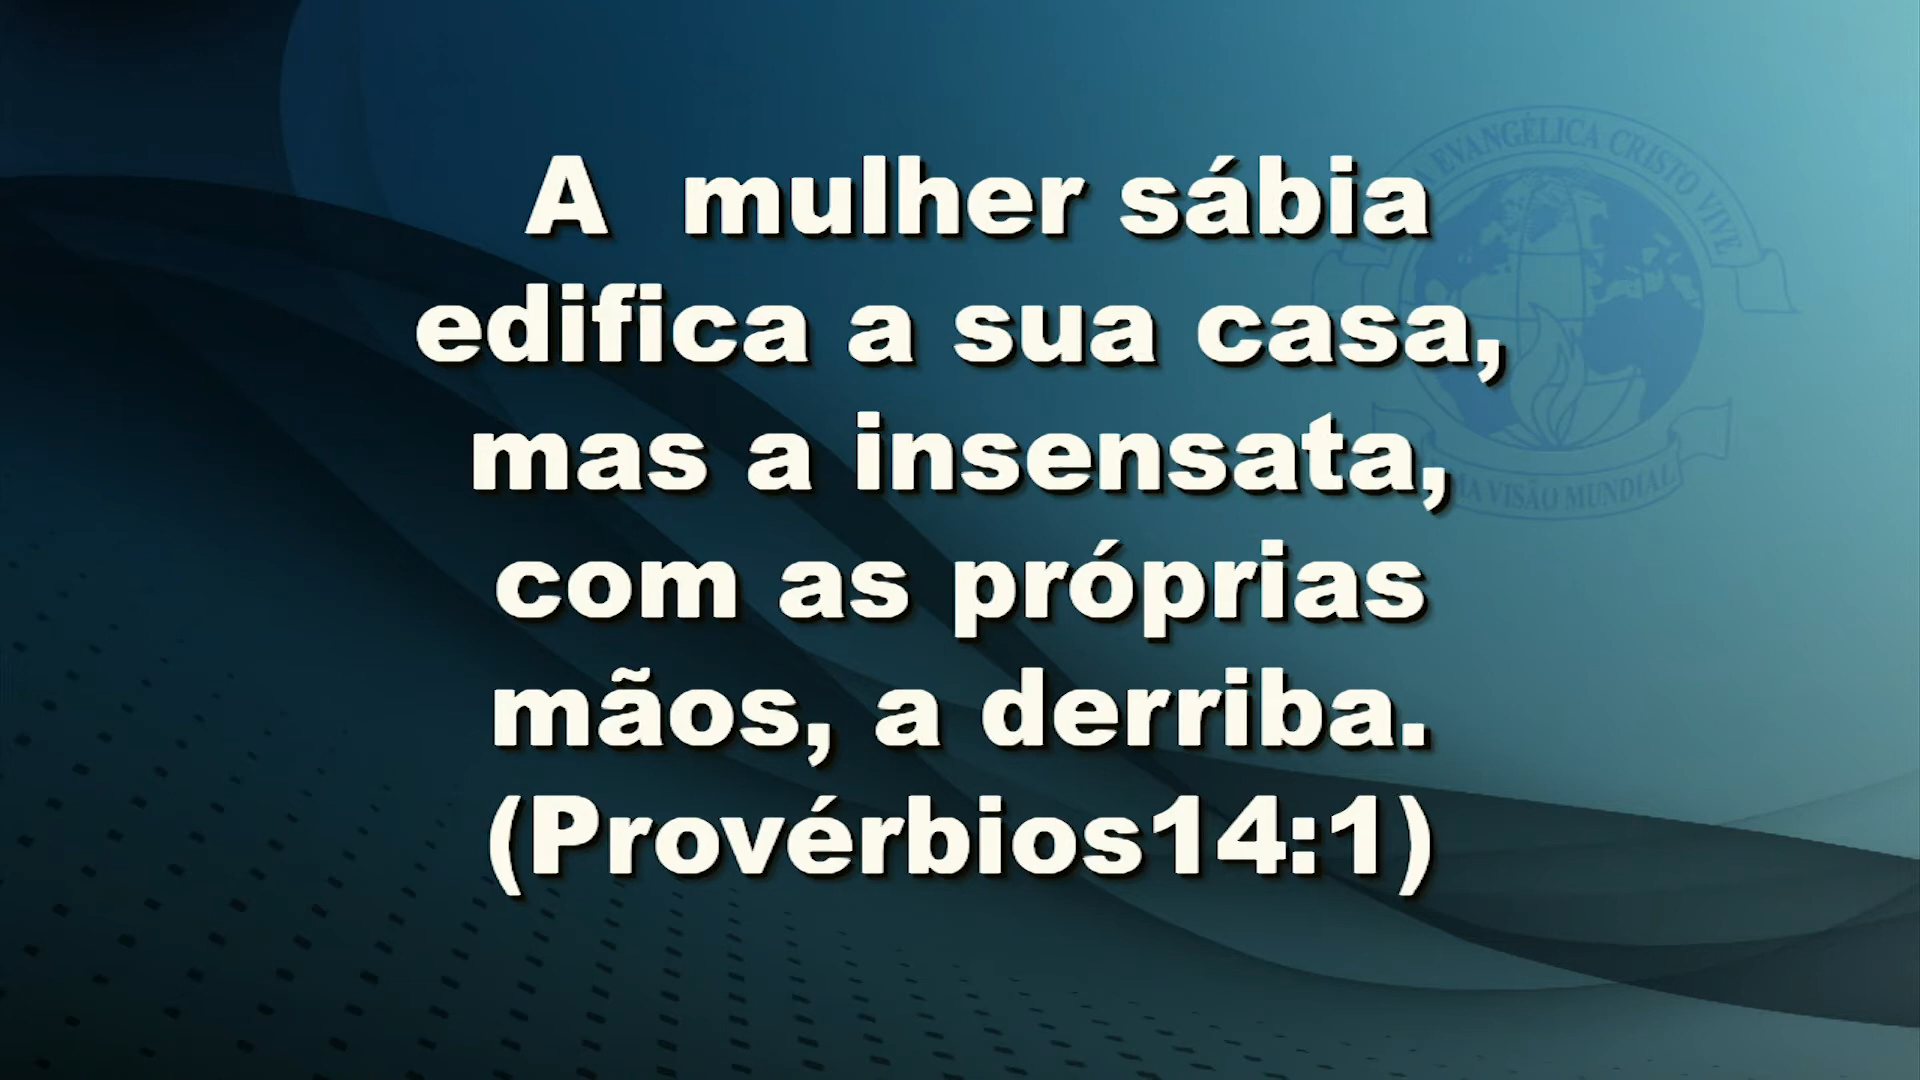 A  mulher sábia
edifica a sua casa,
mas a insensata,
com as próprias
mãos, a derriba.
(Provérbios14:1)
EVANGÉLICA CRISTO VIVE
VISÃO MUNDIAL